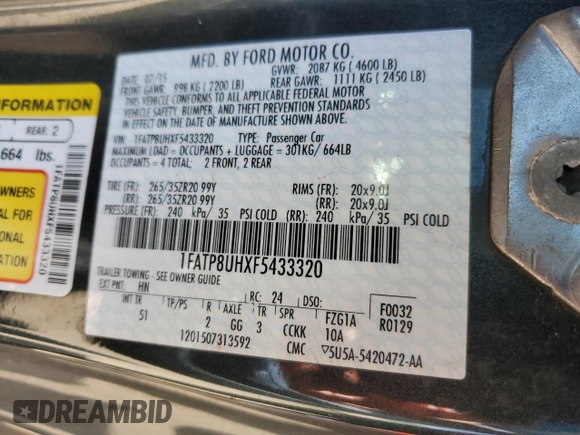 MFD. BY FORD MOTOR CO.
DATE: 07/15
GVWR: 2087 KG ( 4600 LB)
FRONT GAWR: 998 KG ( 2200 LB)
REAR GAWR: 1111 KG ( 2450 LB)
THIS VEHICLE CONFORMS TO ALL APPLICABLE FEDERAL MOTOR
VEHICLE SAFETY, BUMPER, AND THEFT PREVENTION STANDARDS
IN EFFECT ON THE DATE OF MANUFACTURE SHOWN ABOVE.
VIN: 1FATP8UHXF5433320 TYPE: Passenger Car
MAXIMUM LOAD = OCCUPANTS + LUGGAGE = 301KG/ 664LB
OCCUPANTS = 4 TOTAL: 2 FRONT, 2 REAR
TIRE (FR): 265/35ZR20 99Y RIMS (FR): 20x9.0J
(RR): 265/35ZR20 99Y (RR): 20x9.0J
PRESSURE (FR): 240 kPa/ 35 PSI COLD (RR): 240 kPa/ 35 PSI COLD
1FATP8UHXF5433320
TRAILER TOWING - SEE OWNER GUIDE
EXT PNT: HN RC: 24 DSO: F0032
INT TR TP/PS R AXLE TR SPR FZG1A R0129
51 2 GG 3 CCKK 10A
1201507313592 CMC ▽5U5A-5420472-AA
INFORMATION
REAR: 2
664 lbs.
1FATP8UHXF5433320
OWNERS
AL FOR
IONAL
ATION
DREAMBID